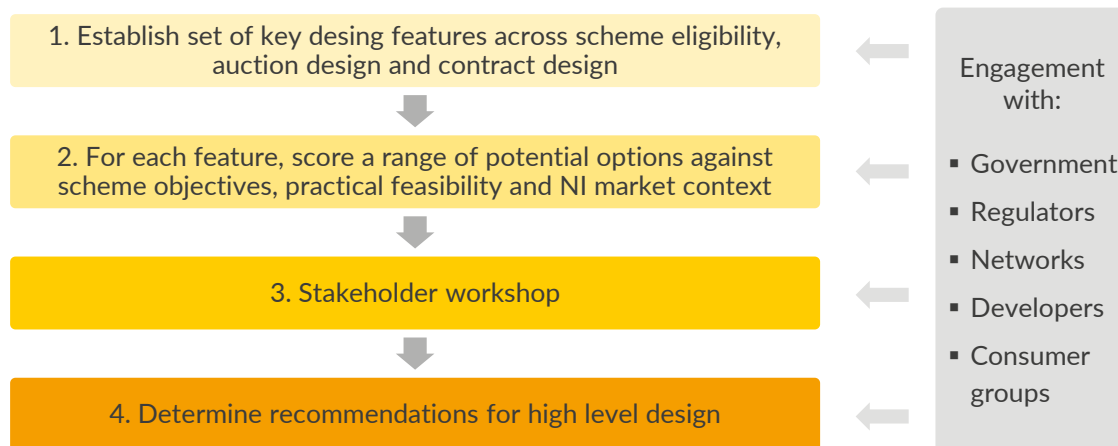 1. Establish set of key desing features across scheme eligibility,
auction design and contract design
2. For each feature, score a range of potential options against
scheme objectives, practical feasibility and NI market context
3. Stakeholder workshop
4. Determine recommendations for high level design
Engagement
with:
▪ Government
▪ Regulators
▪ Networks
▪ Developers
▪ Consumer
groups